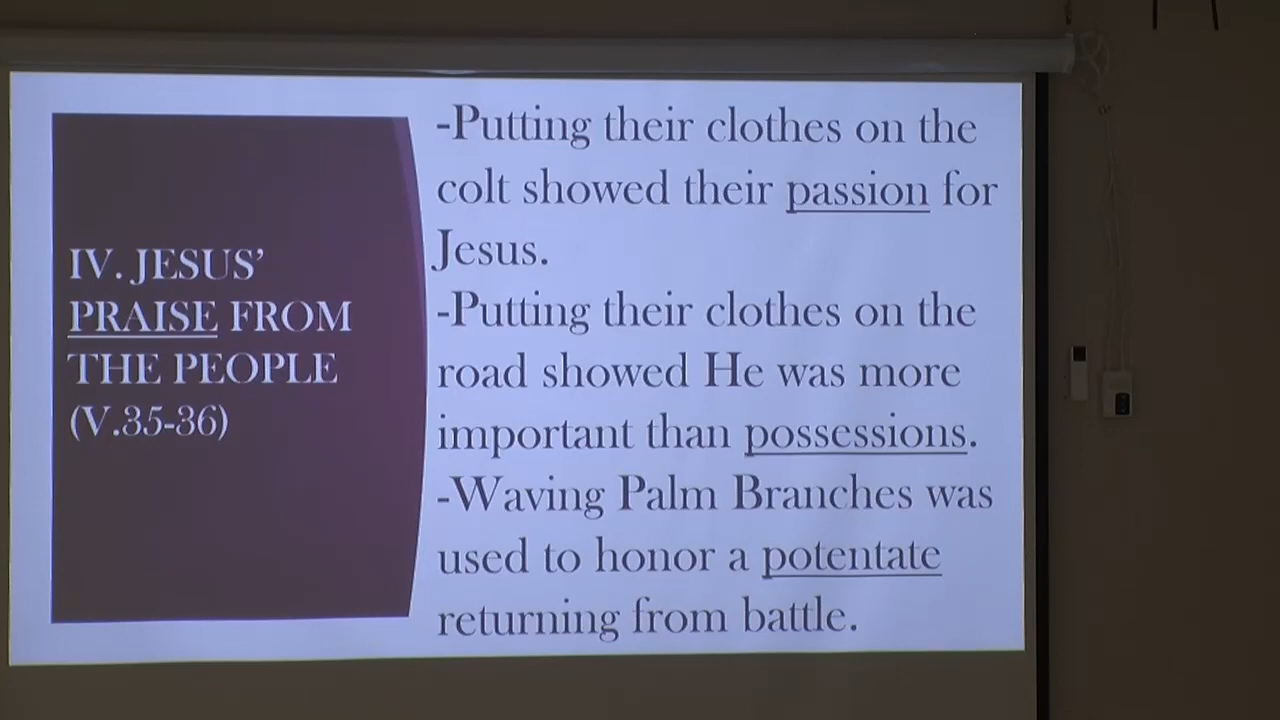 IV. JESUS’
PRAISE FROM
THE PEOPLE
(V.35-36)
-Putting their clothes on the
colt showed their passion for
Jesus.
-Putting their clothes on the
road showed He was more
important than possessions.
-Waving Palm Branches was
used to honor a potentate
returning from battle.